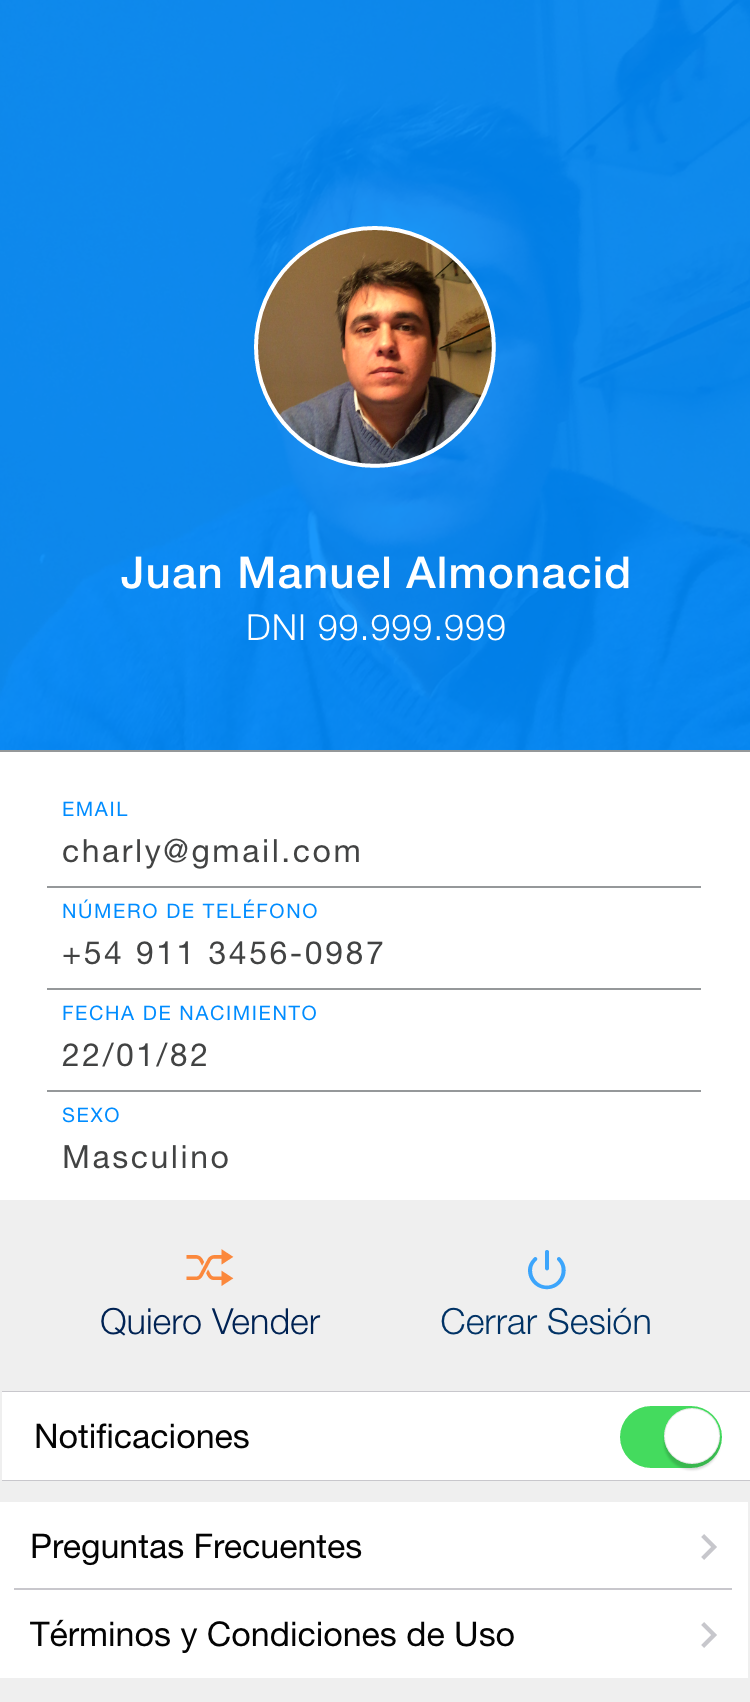 Juan Manuel Almonacid
DNI 99.999.999
EMAIL
charly@gmail.com
NÚMERO DE TELÉFONO
+54 911 3456-0987
FECHA DE NACIMIENTO
22/01/82
SEXO
Masculino
Quiero Vender
Cerrar Sesión
Notificaciones
Preguntas Frecuentes
Términos y Condiciones de Uso